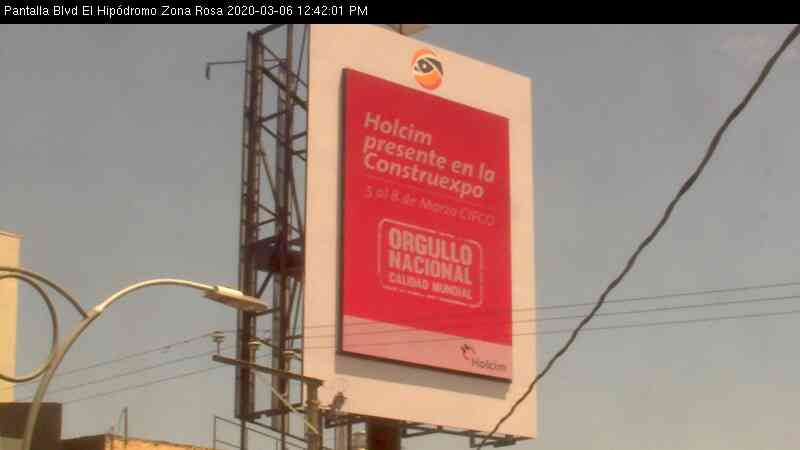 Pantalla Blvd El Hipódromo Zona Rosa 2020-03-06 12:42:01 PM
Holcim
presente en la
Construexpo
5 al 8 de Marzo CIFCO
ORGULLO
NACIONAL
CALIDAD MUNDIAL
Holcim